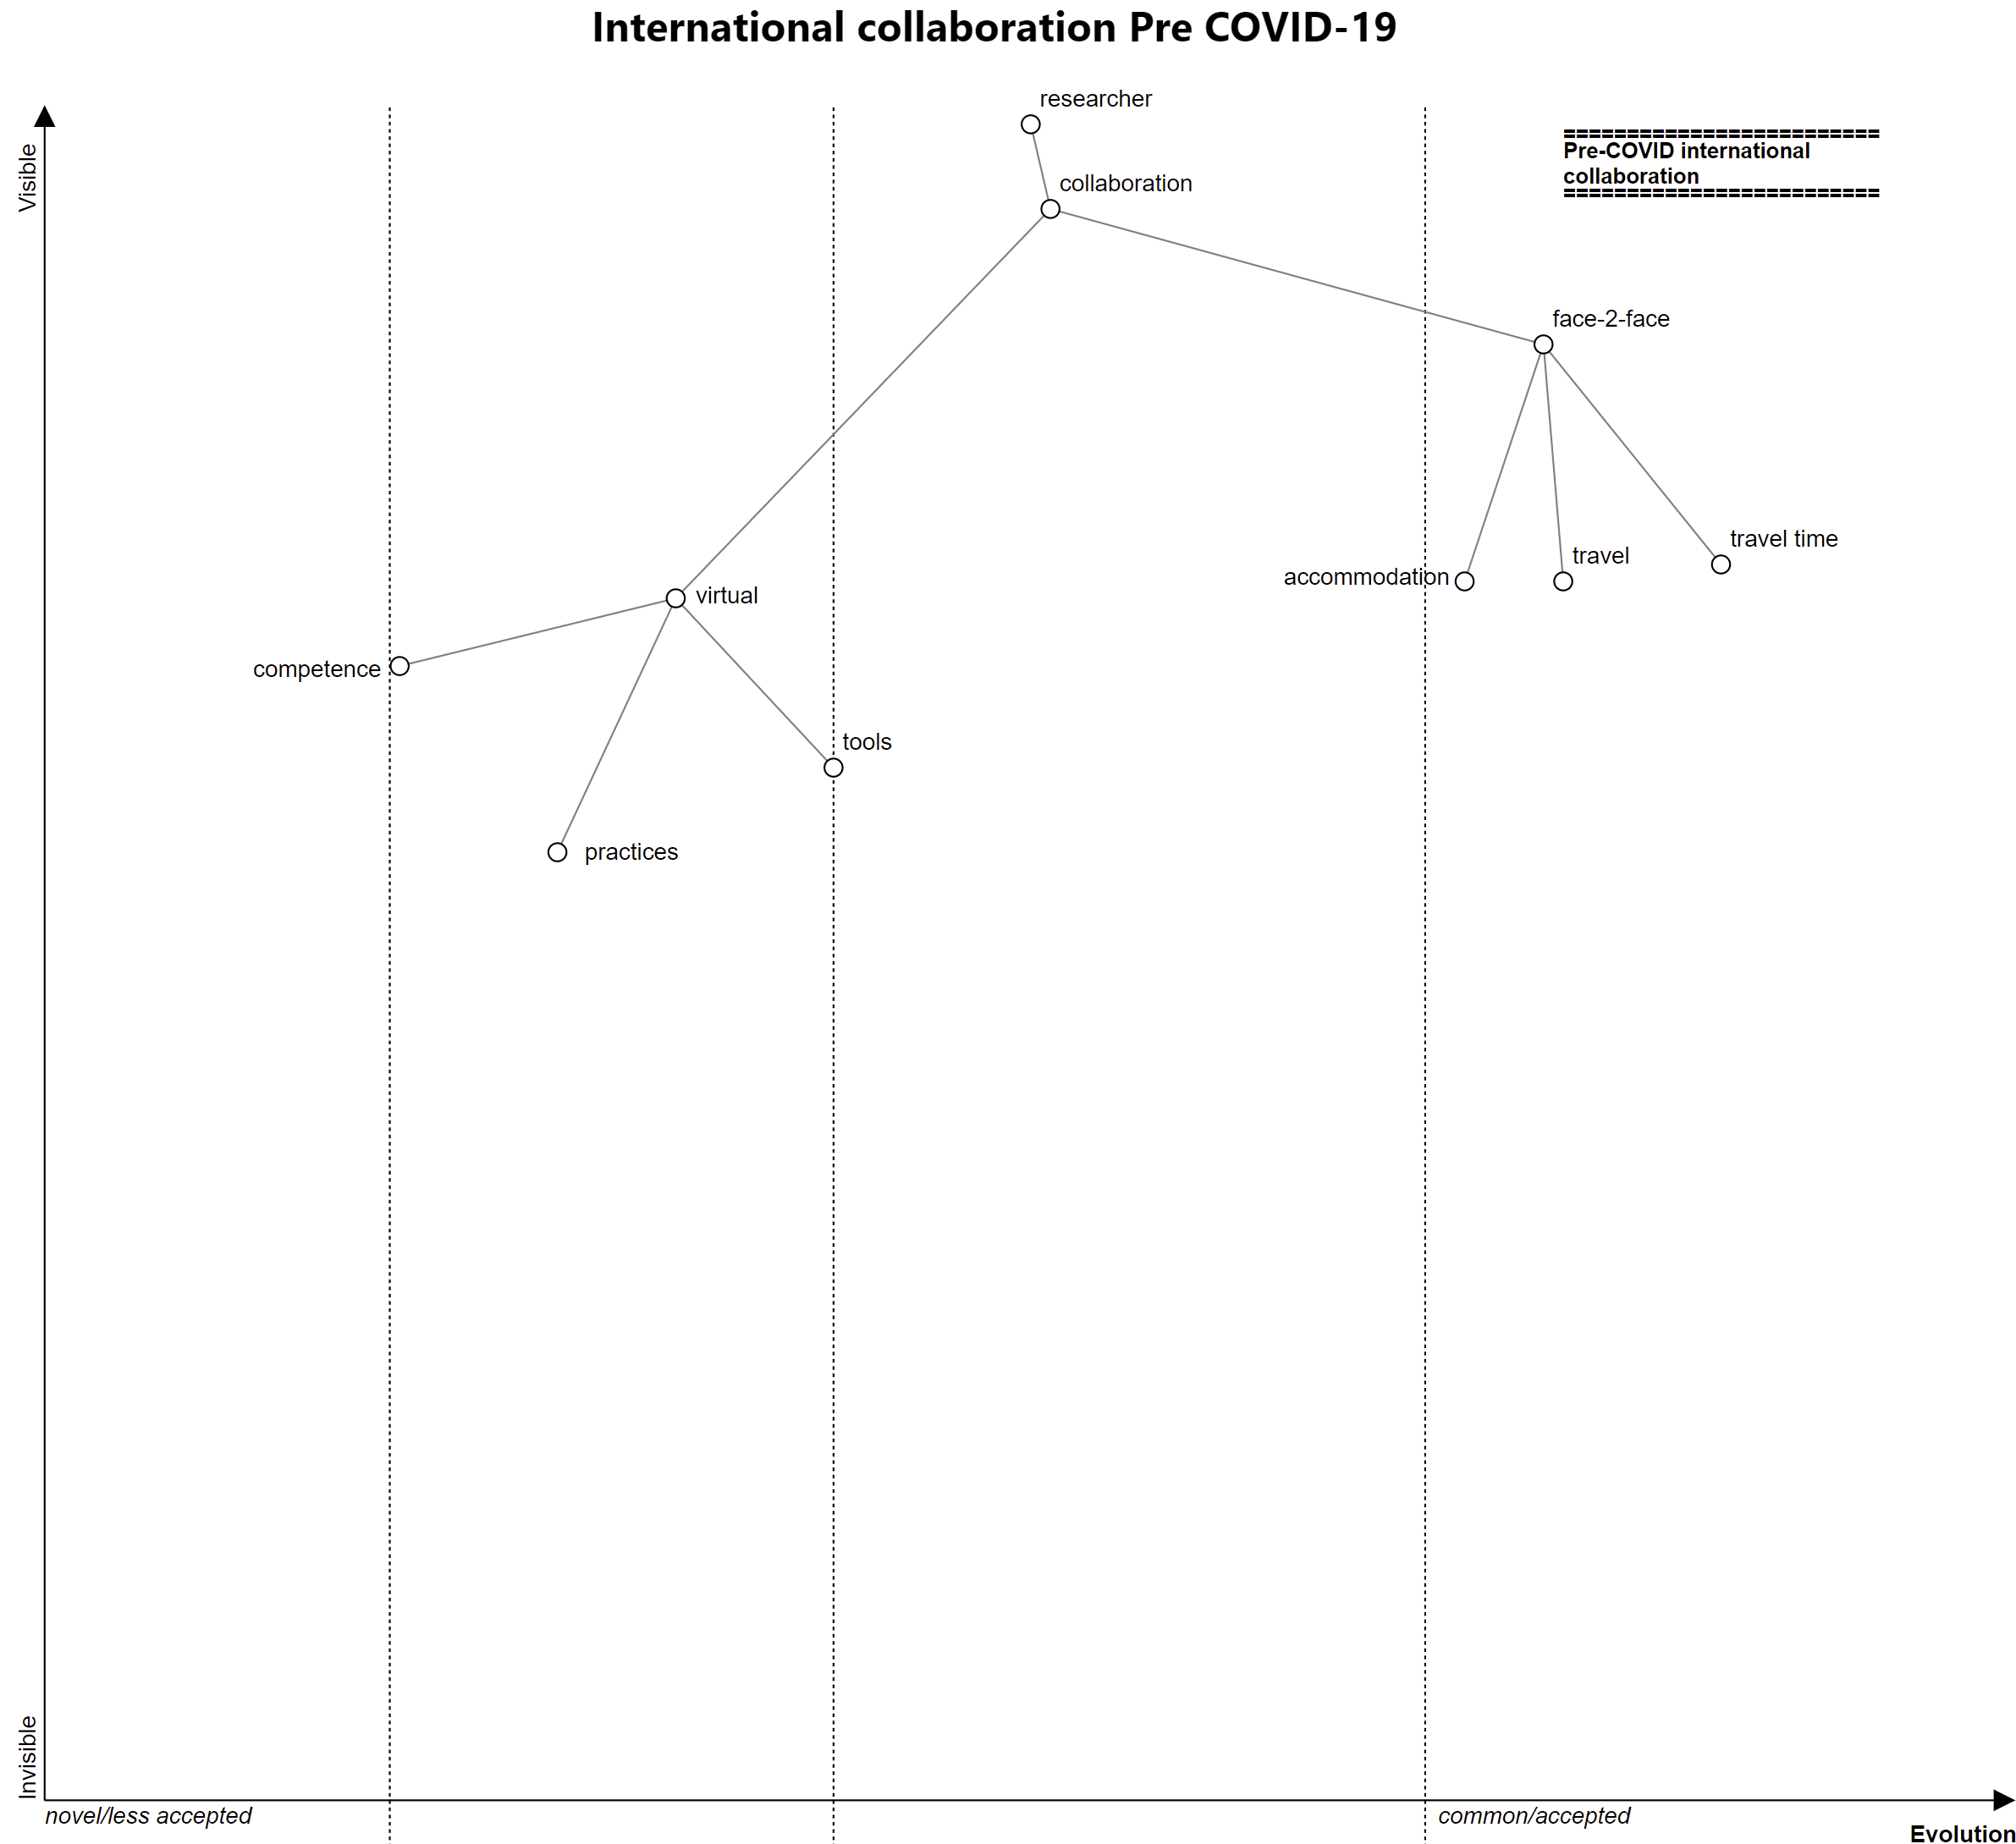 International collaboration Pre COVID-19
researcher
=========================
Pre-COVID international
collaboration
=========================
Visible
collaboration
face-2-face
travel time
travel
accommodation
virtual
competence
tools
practices
Invisible
novel/less accepted
common/accepted
Evolution